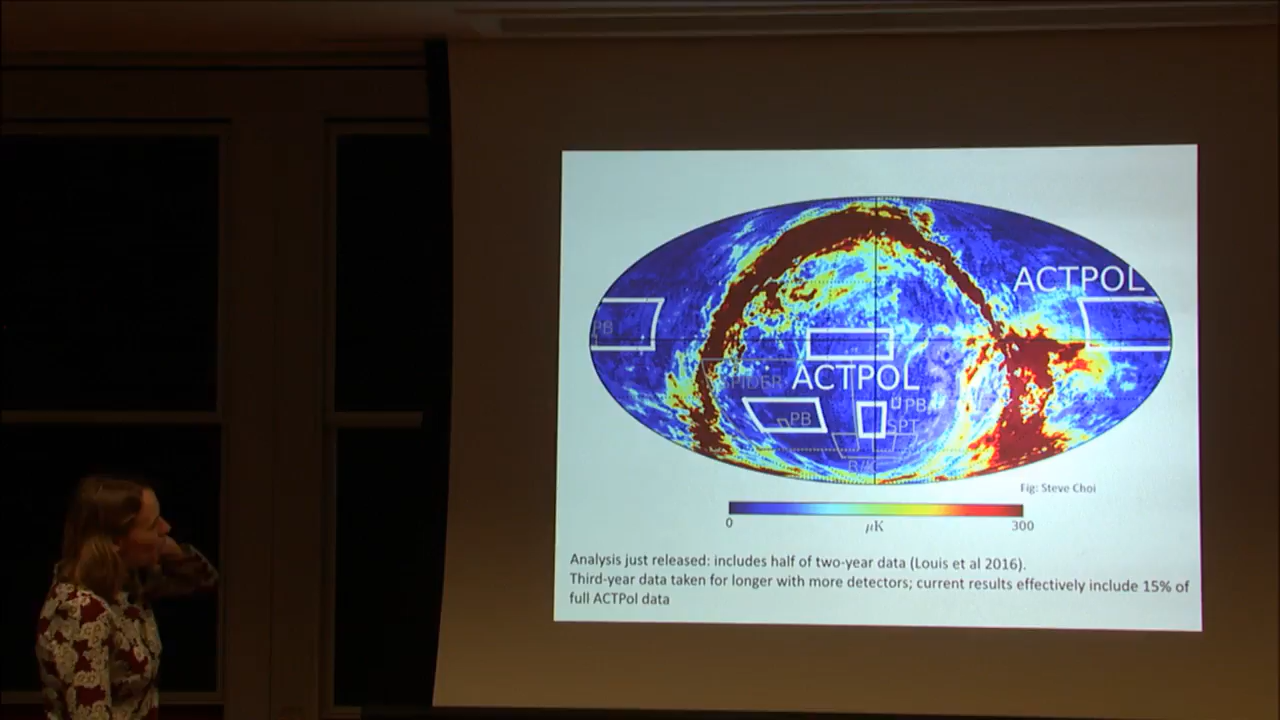 ACTPOL
PB
SPIDER
ACTPOL
PB
PB
SPT
Fig: Steve Choi
0
μK
300
Analysis just released: includes half of two-year data (Louis et al 2016).
Third-year data taken for longer with more detectors; current results effectively include 15% of
full ACTPol data